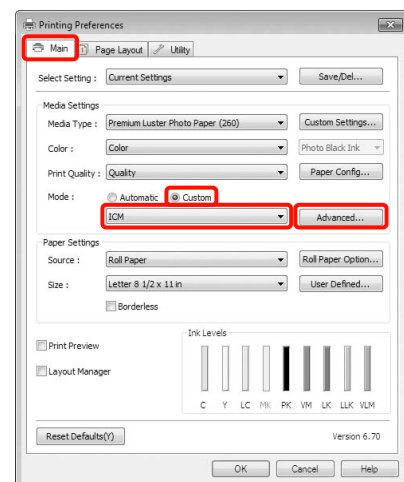 Printing Preferences
Main Page Layout Utility
Select Setting : Current Settings Save/Del...
Media Settings
Media Type : Premium Luster Photo Paper (260) Custom Settings...
Color : Color Photo Black Ink
Print Quality : Quality Paper Config...
Mode : Automatic Custom
ICM Advanced...
Paper Settings
Source : Roll Paper Roll Paper Option...
Size : Letter 8 1/2 x 11 in User Defined...
Borderless
Ink Levels
Print Preview
Layout Manager
C Y LC MK PK VM LK LLK VLM
Reset Defaults(Y) Version 6.70
OK Cancel Help